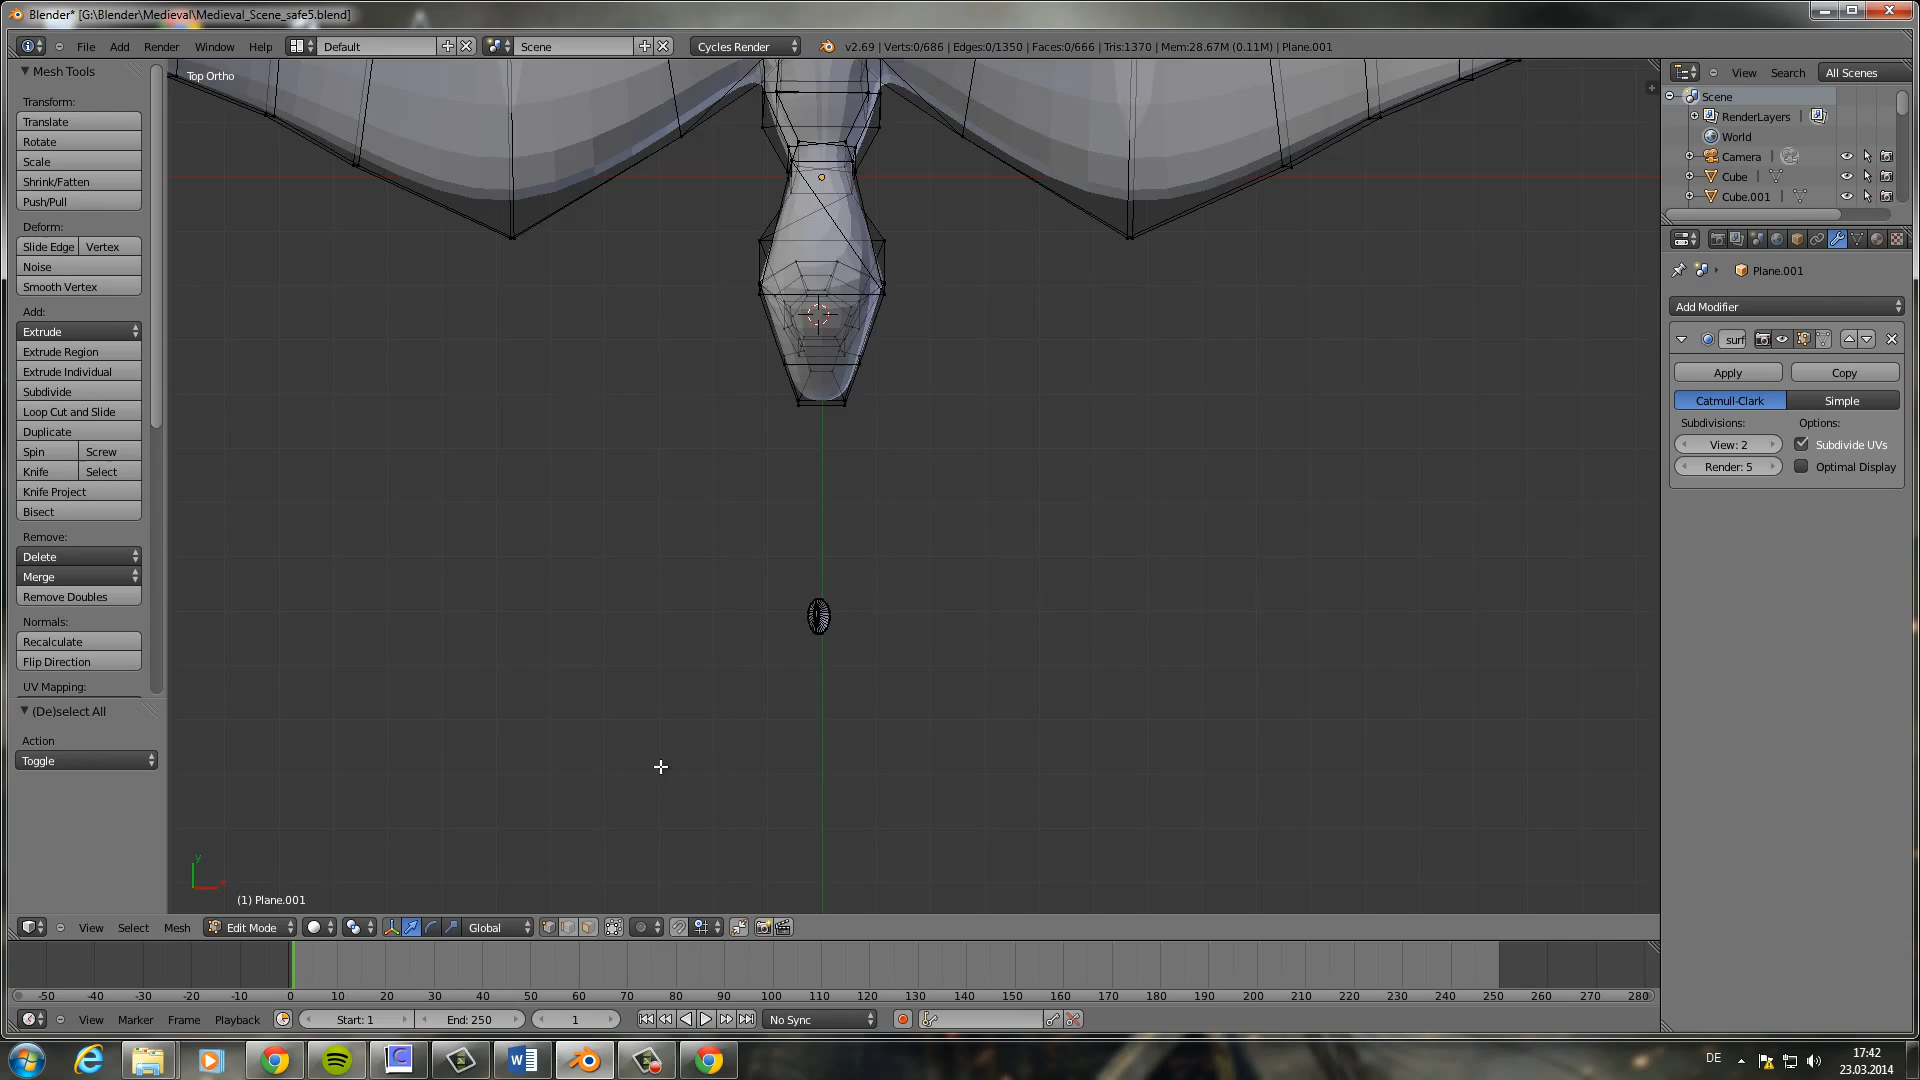 Blender* [G:\Blender\Medieval\Medieval_Scene_safe5.blend]
File Add Render Window Help Default Scene Cycles Render v2.69 | Verts:0/686 | Edges:0/1350 | Faces:0/666 | Tris:1370 | Mem:28.67M (0.11M) | Plane.001
Mesh Tools
Transform:
Translate
Rotate
Scale
Shrink/Fatten
Push/Pull
Deform:
Slide Edge Vertex
Noise
Smooth Vertex
Add:
Extrude
Extrude Region
Extrude Individual
Subdivide
Loop Cut and Slide
Duplicate
Spin Screw
Knife Select
Knife Project
Bisect
Remove:
Delete
Merge
Remove Doubles
Normals:
Recalculate
Flip Direction
UV Mapping:
(De)select All
Action
Toggle
Top Ortho
y
x
(1) Plane.001
View Search All Scenes
Scene
RenderLayers |
World
Camera |
Cube |
Cube.001 |
Plane.001
Add Modifier
surf
Apply Copy
Catmull-Clark Simple
Subdivisions: Options:
View: 2 Subdivide UVs
Render: 5 Optimal Display
View Select Mesh Edit Mode Global
-50 -40 -30 -20 -10 0 10 20 30 40 50 60 70 80 90 100 110 120 130 140 150 160 170 180 190 200 210 220 230 240 250 260 270 280
View Marker Frame Playback Start: 1 End: 250 1 No Sync
DE 17:42
23.03.2014